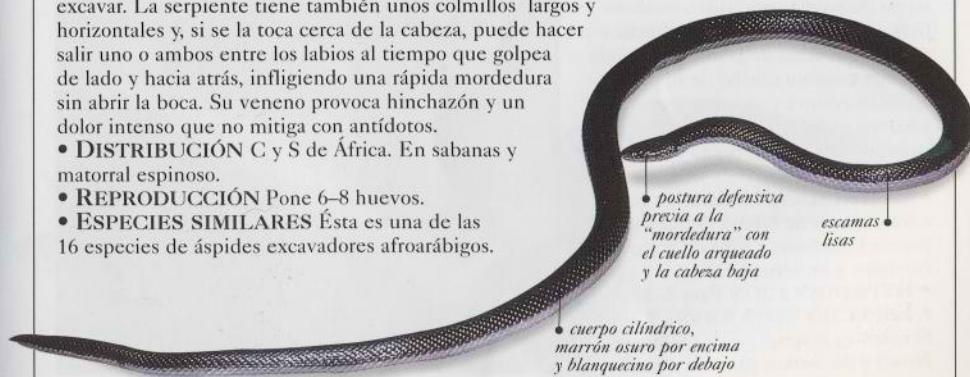 excavar. La serpiente tiene también unos colmillos largos y
horizontales y, si se la toca cerca de la cabeza, puede hacer
salir uno o ambos entre los labios al tiempo que golpea
de lado y hacia atrás, infligiendo una rápida mordedura
sin abrir la boca. Su veneno provoca hinchazón y un
dolor intenso que no mitiga con antídotos.
• DISTRIBUCIÓN C y S de África. En sabanas y
matorral espinoso.
• REPRODUCCIÓN Pone 6–8 huevos.
• ESPECIES SIMILARES Ésta es una de las
16 especies de áspides excavadores afroarábigos.
postura defensiva
previa a la
“mordedura” con
el cuello arqueado
y la cabeza baja
escamas
lisas
cuerpo cilíndrico,
marrón osuro por encima
y blanquecino por debajo